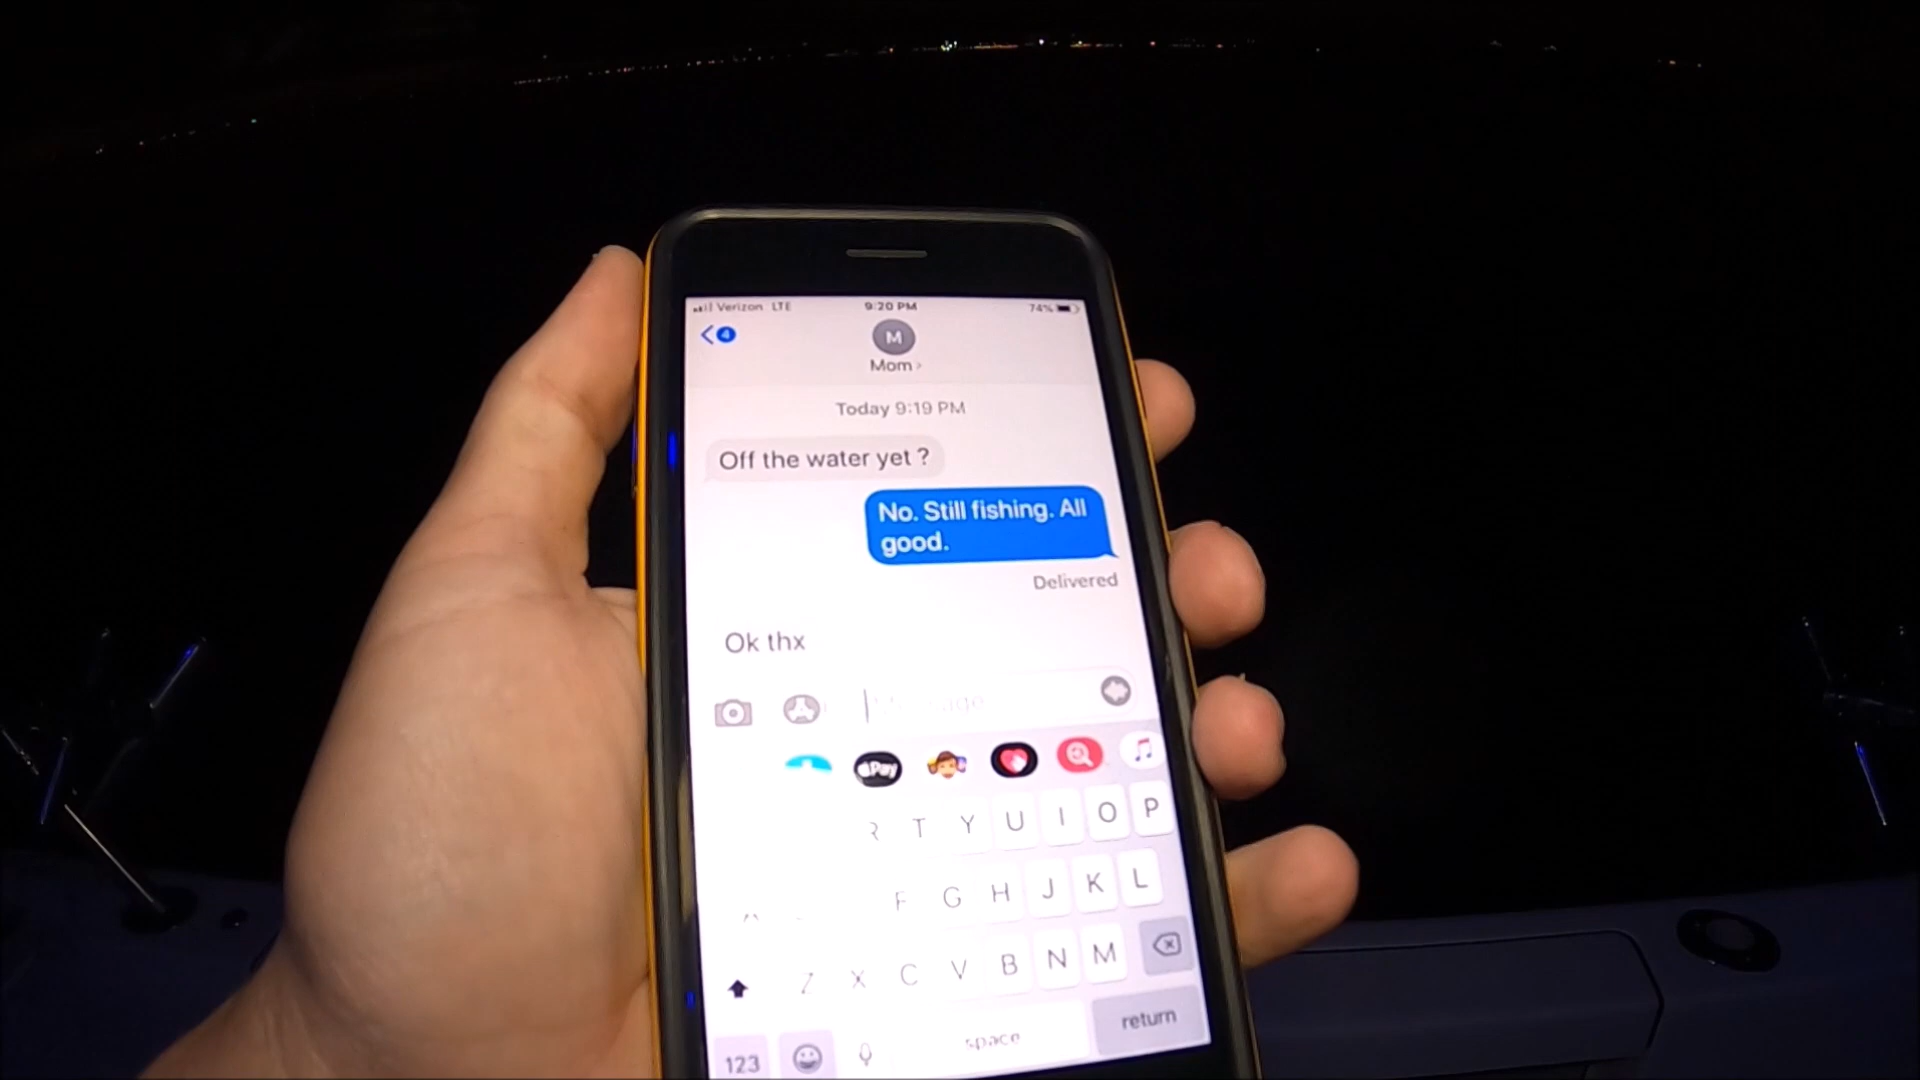 Verizon LTE 9:20 PM 74%
4
M
Mom >
Today 9:19 PM
Off the water yet ?
No. Still fishing. All
good.
Delivered
Ok thx
Pay
R T Y U I O P
F G H J K L
Z X C V B N M
123 space return